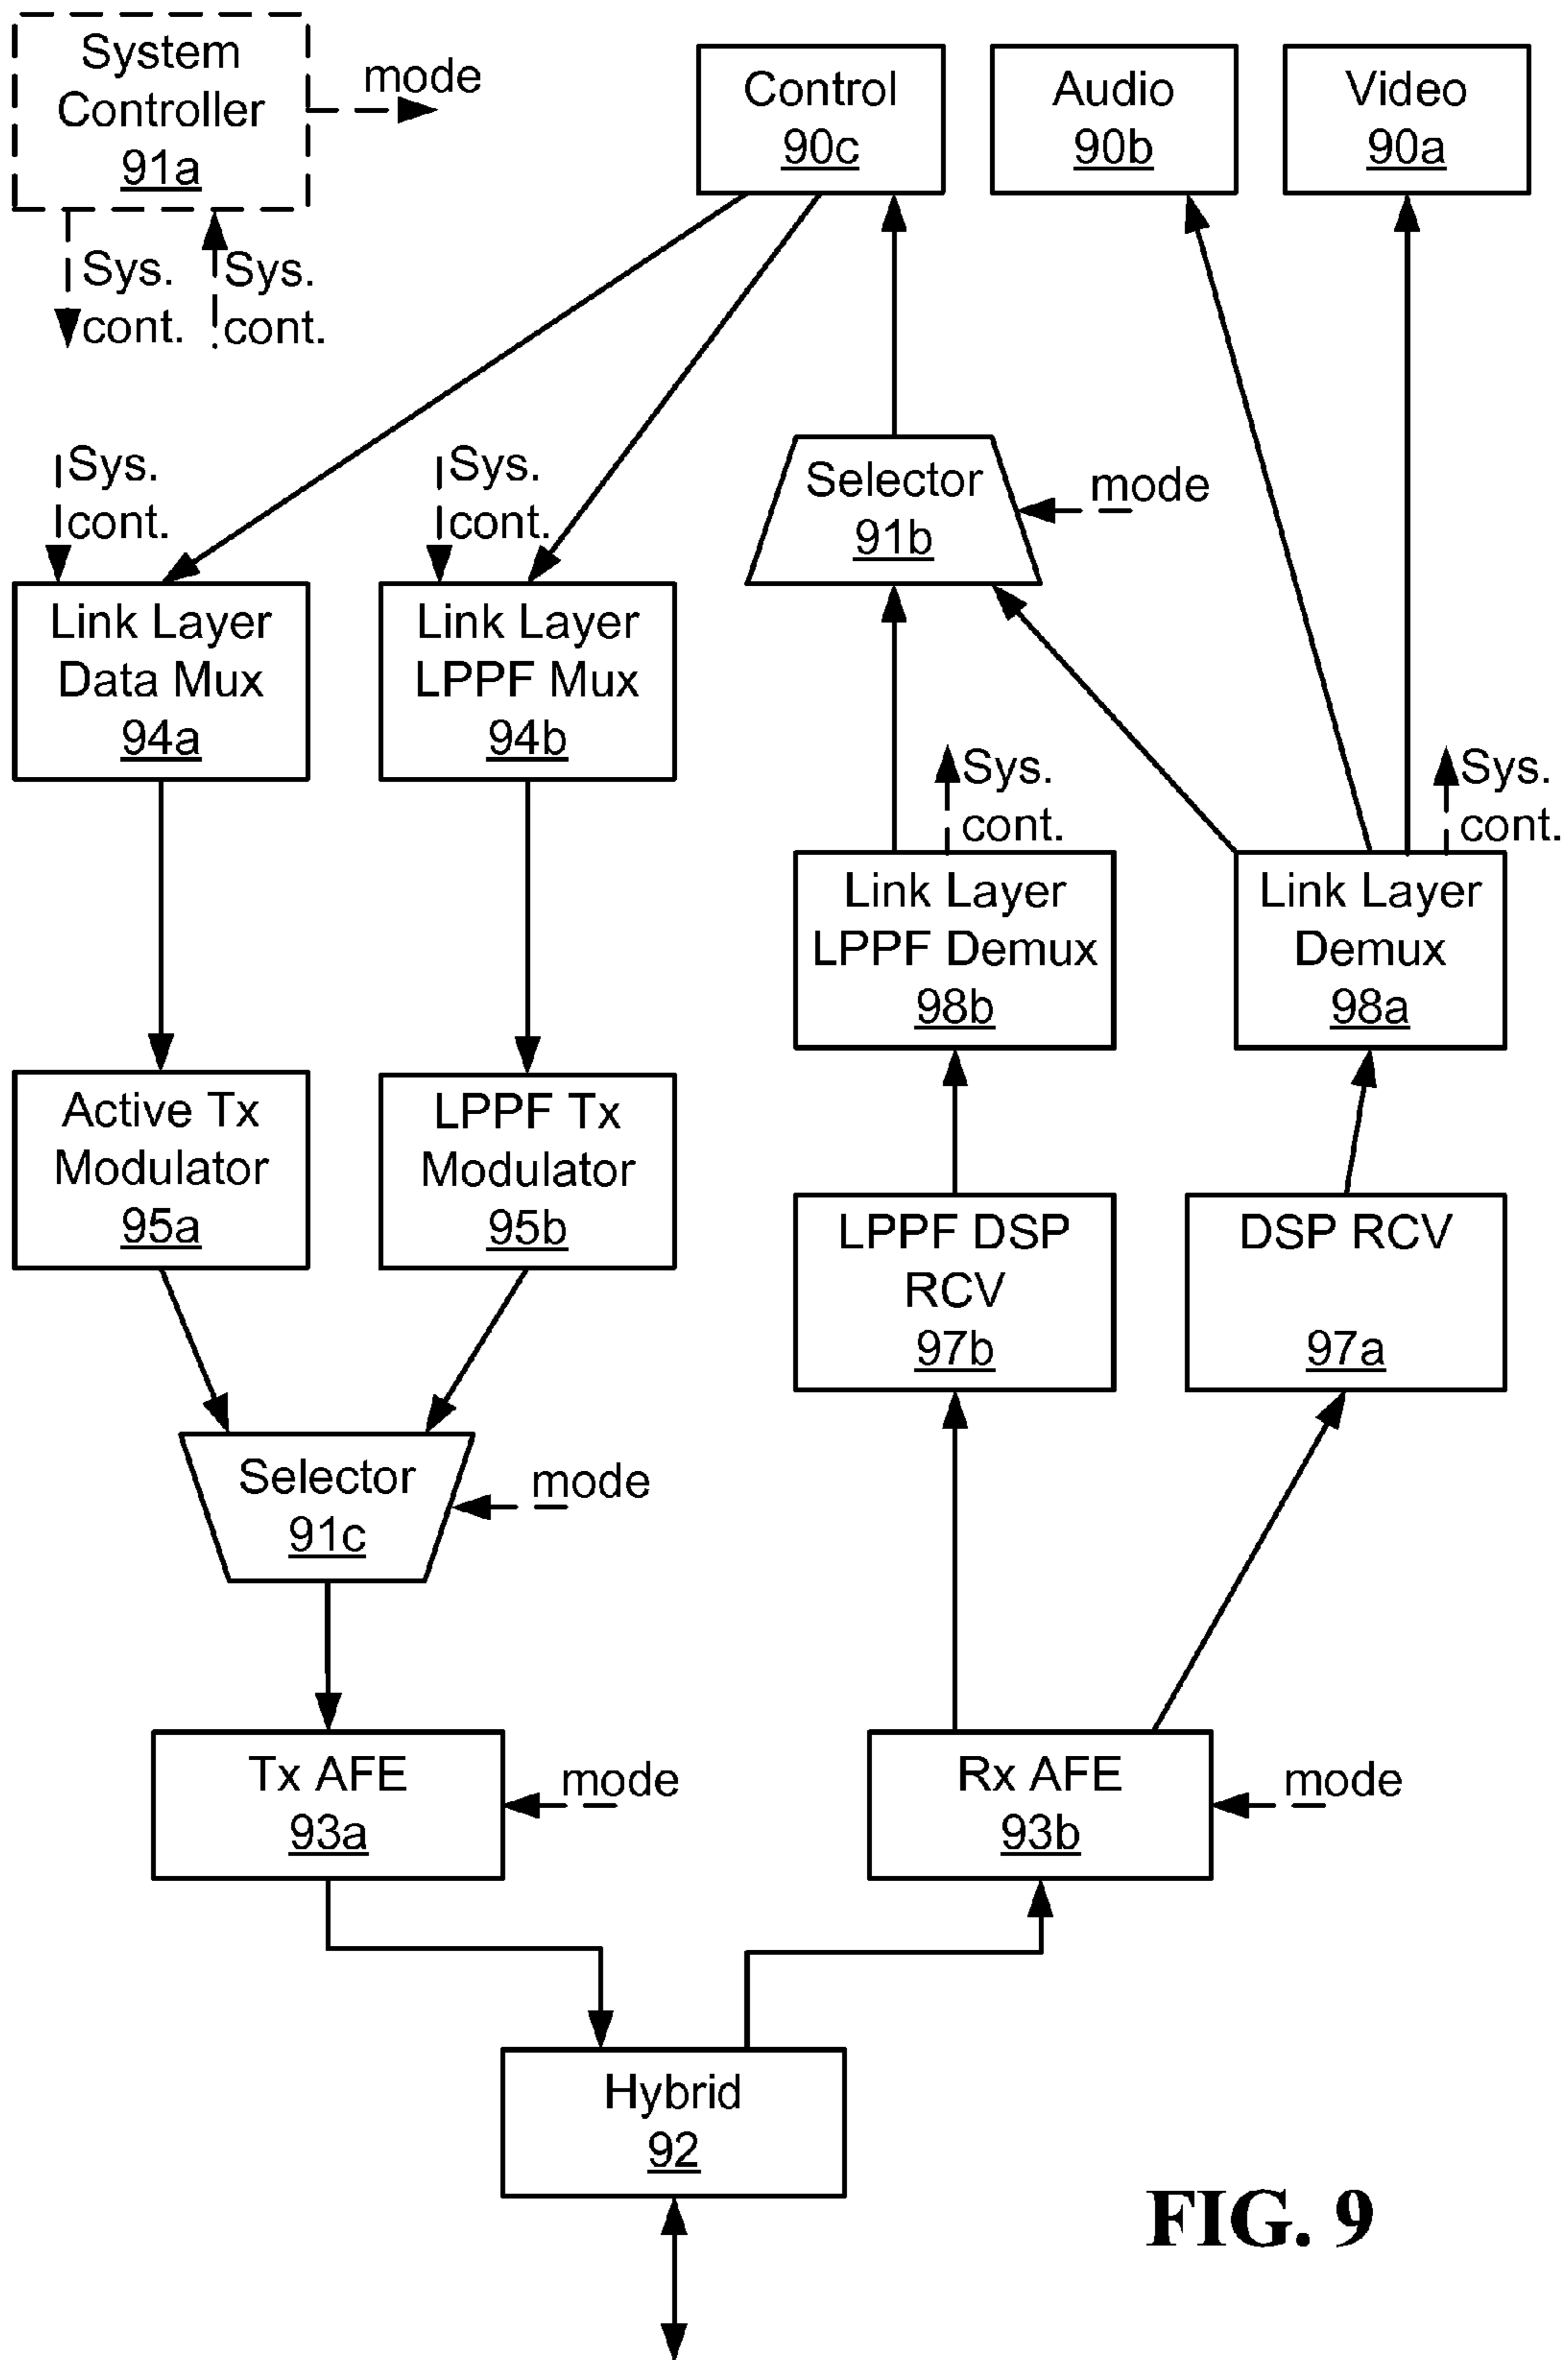 System
Controller
91a
mode
Sys.
cont.
Sys.
cont.
Control
90c
Audio
90b
Video
90a
Sys.
cont.
Sys.
cont.
Selector
91b
mode
Link Layer
Data Mux
94a
Link Layer
LPPF Mux
94b
Sys.
cont.
Sys.
cont.
Link Layer
LPPF Demux
98b
Link Layer
Demux
98a
Active Tx
Modulator
95a
LPPF Tx
Modulator
95b
LPPF DSP
RCV
97b
DSP RCV
97a
Selector
91c
mode
Tx AFE
93a
mode
Rx AFE
93b
mode
Hybrid
92
FIG. 9